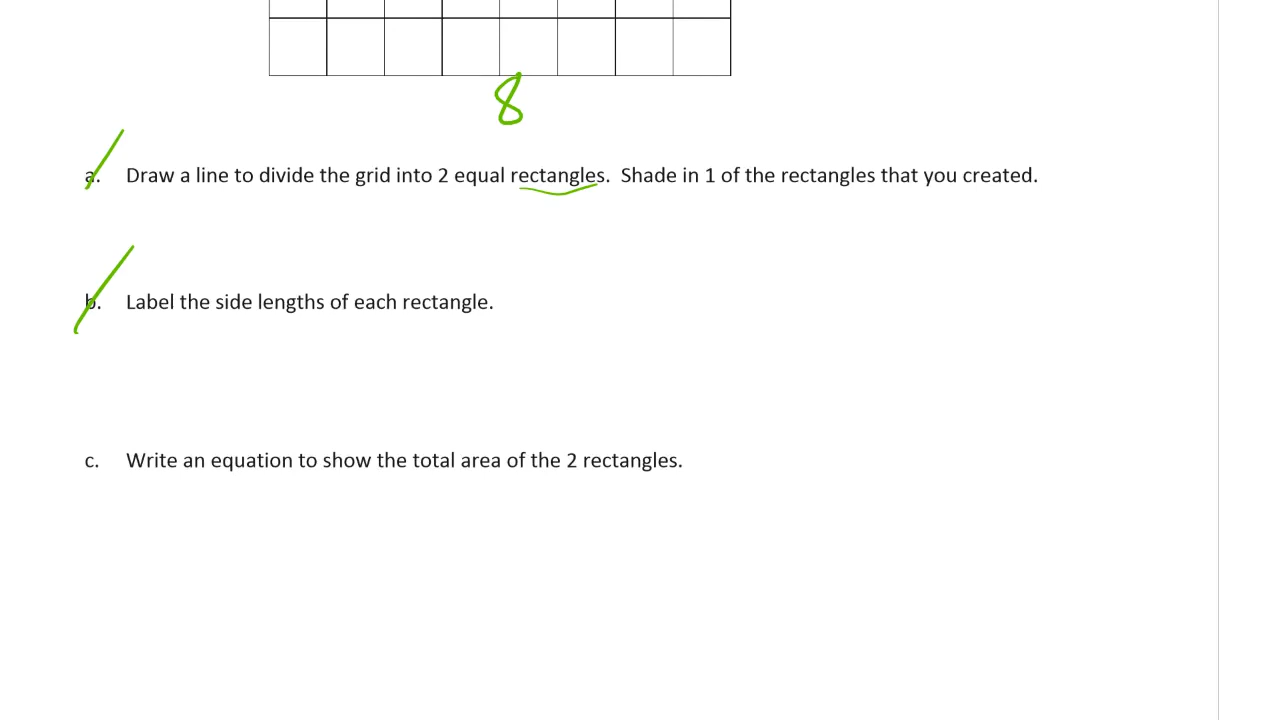 8
a. Draw a line to divide the grid into 2 equal rectangles. Shade in 1 of the rectangles that you created.
b. Label the side lengths of each rectangle.
c. Write an equation to show the total area of the 2 rectangles.